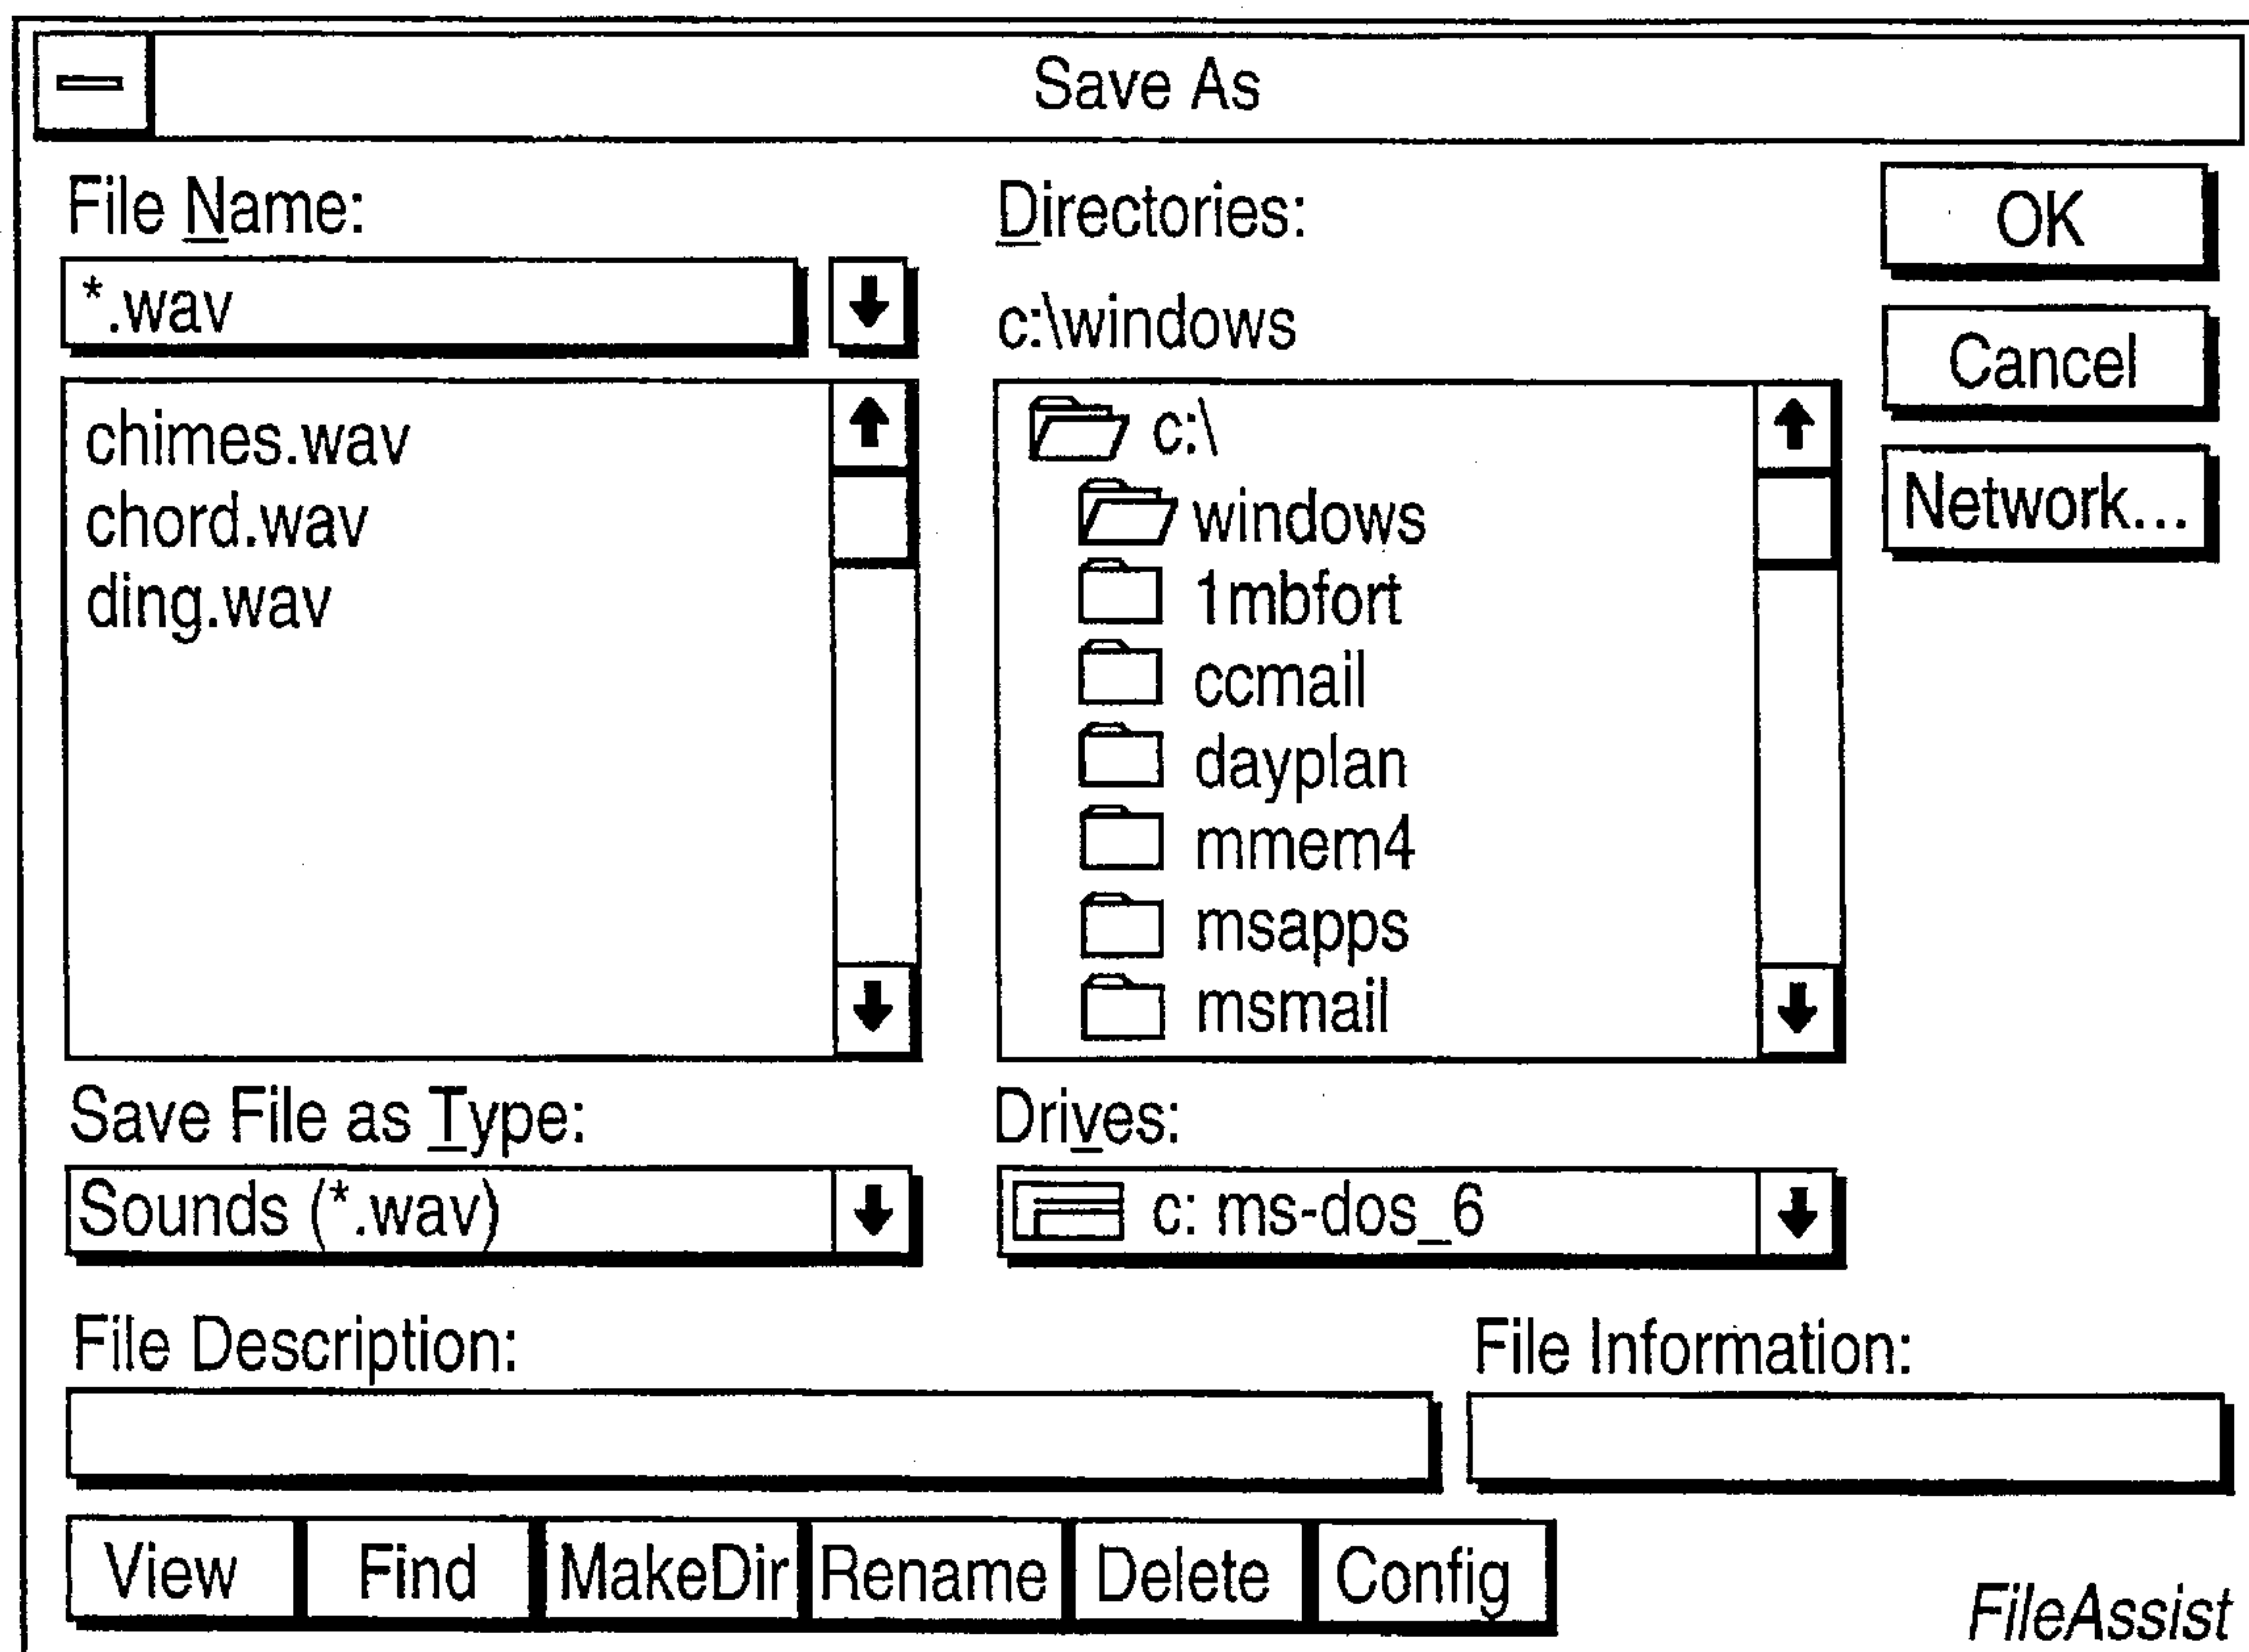 Save As
File Name:
*.wav
chimes.wav
chord.wav
ding.wav
Directories:
c:\windows
c:\
windows
1mbfort
ccmail
dayplan
mmem4
msapps
msmail
OK
Cancel
Network...
Save File as Type:
Sounds (*.wav)
Drives:
c: ms-dos_6
File Description:
File Information:
View Find MakeDir Rename Delete Config
FileAssist